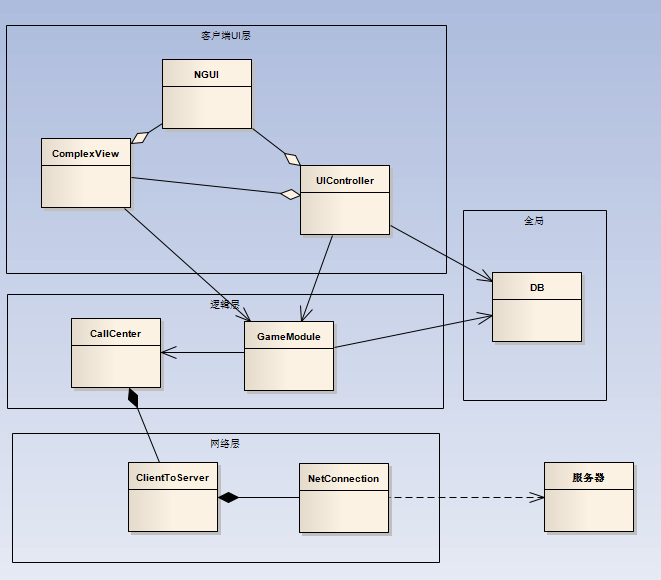 客户端UI层
NGUI
ComplexView
UIController
全局
DB
逻辑层
CallCenter
GameModule
网络层
ClientToServer
NetConnection
服务器